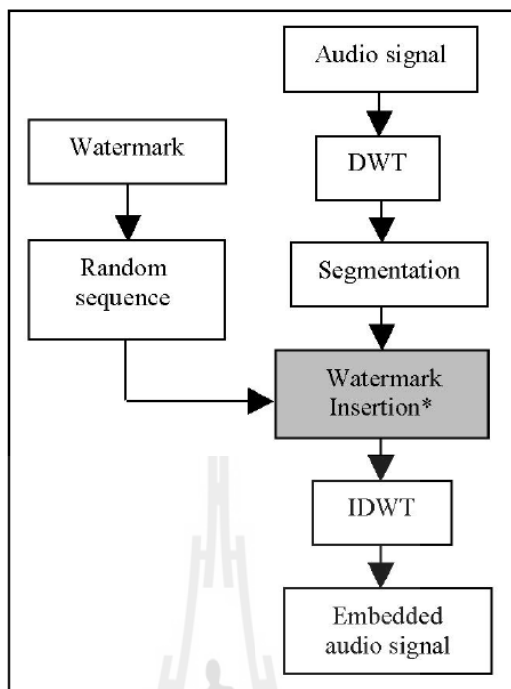 Audio signal
Watermark
DWT
Random
sequence
Segmentation
Watermark
Insertion*
IDWT
Embedded
audio signal